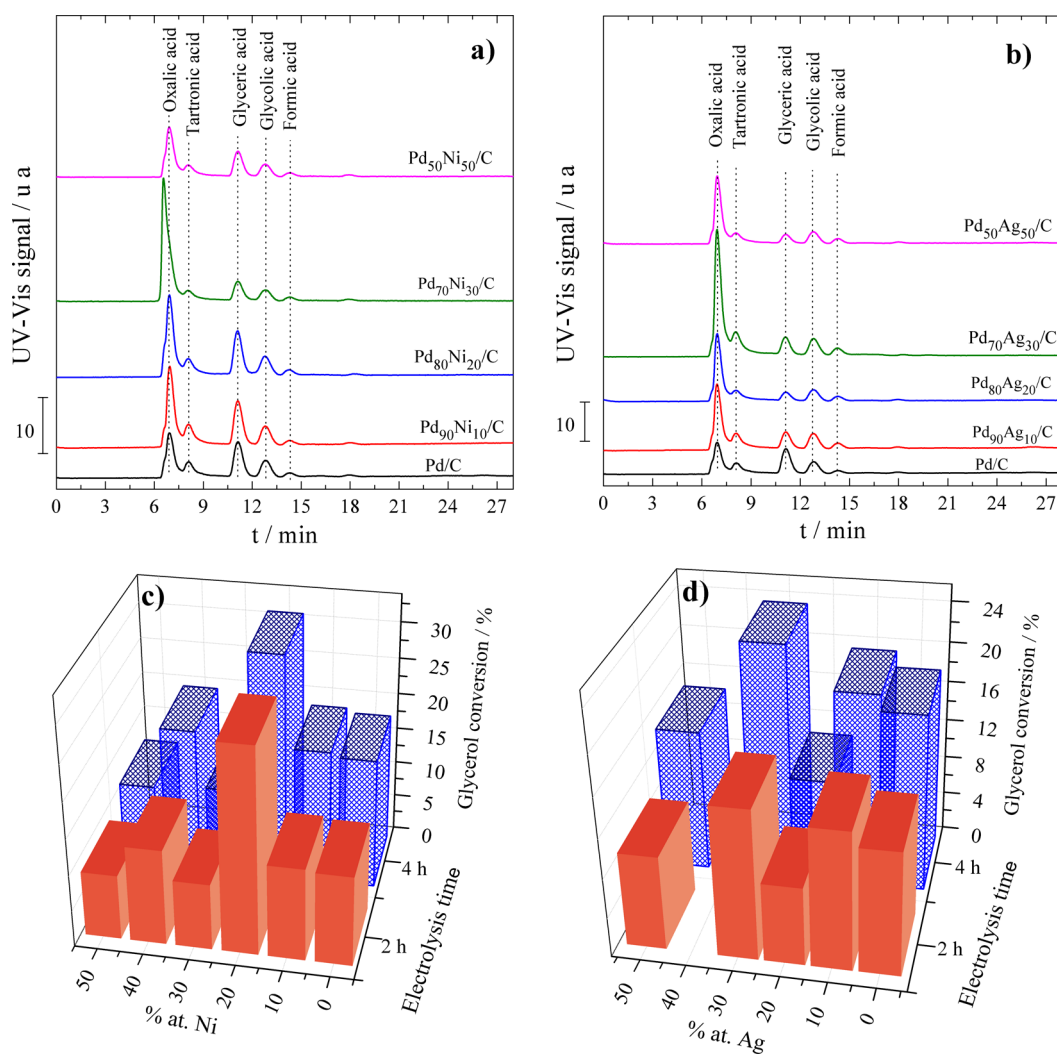 a)
Oxalic acid
Tartronic acid
Glyceric acid
Glycolic acid
Formic acid
Pd50Ni50/C
Pd70Ni30/C
Pd80Ni20/C
Pd90Ni10/C
Pd/C
10
UV-Vis signal / u a
0 3 6 9 12 15 18 21 24 27
t / min
b)
Oxalic acid
Tartronic acid
Glyceric acid
Glycolic acid
Formic acid
Pd50Ag50/C
Pd70Ag30/C
Pd80Ag20/C
Pd90Ag10/C
Pd/C
10
UV-Vis signal / u a
0 3 6 9 12 15 18 21 24 27
t / min
c)
30
25
20
15
10
5
0
Glycerol conversion / %
4 h
2 h
Electrolysis time
50 40 30 20 10 0
% at. Ni
d)
24
20
16
12
8
4
0
Glycerol conversion / %
4 h
2 h
Electrolysis time
50 40 30 20 10 0
% at. Ag